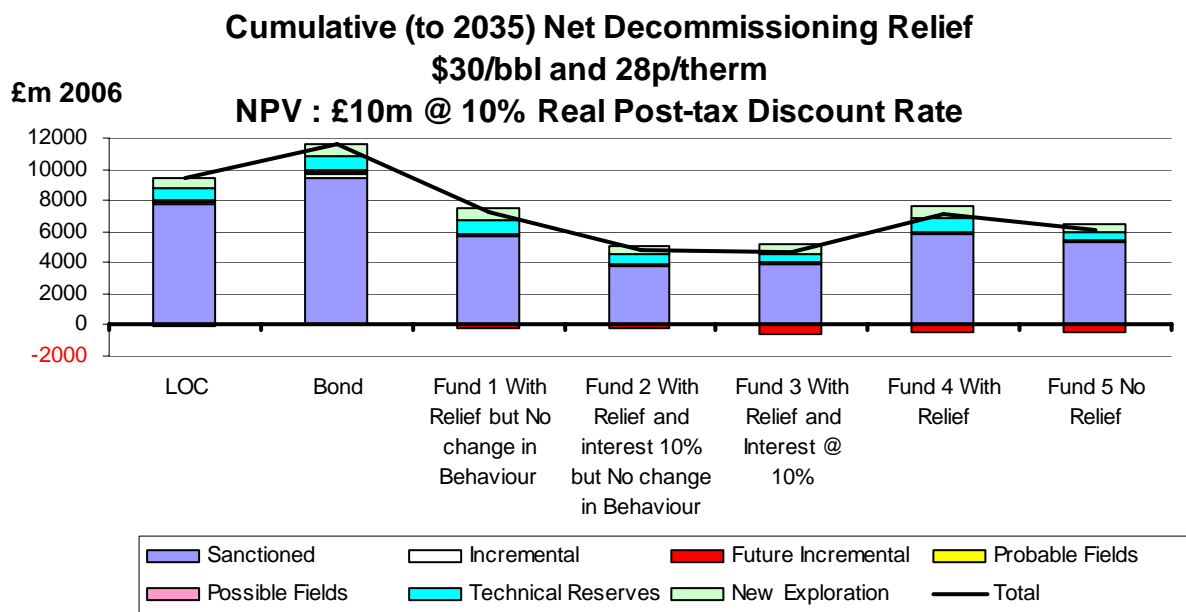 Cumulative (to 2035) Net Decommissioning Relief
$30/bbl and 28p/therm
NPV : £10m @ 10% Real Post-tax Discount Rate
£m 2006
12000
10000
8000
6000
4000
2000
0
-2000
LOC
Bond
Fund 1 With
Relief but No
change in
Behaviour
Fund 2 With
Relief and
interest 10%
but No change
in Behaviour
Fund 3 With
Relief and
Interest @
10%
Fund 4 With
Relief
Fund 5 No
Relief
Sanctioned
Incremental
Future Incremental
Probable Fields
Possible Fields
Technical Reserves
New Exploration
Total